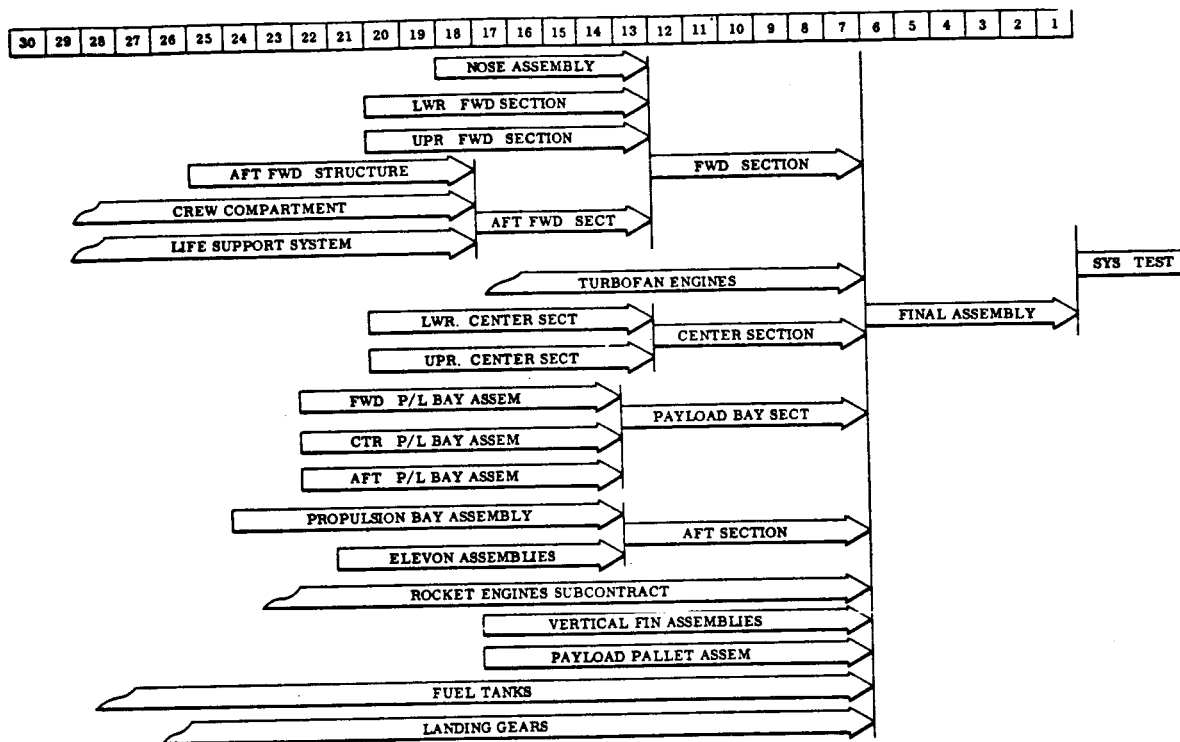 30 29 28 27 26 25 24 23 22 21 20 19 18 17 16 15 14 13 12 11 10 9 8 7 6 5 4 3 2 1
NOSE ASSEMBLY
LWR FWD SECTION
UPR FWD SECTION
AFT FWD STRUCTURE
FWD SECTION
CREW COMPARTMENT
AFT FWD SECT
LIFE SUPPORT SYSTEM
SYS TEST
TURBOFAN ENGINES
LWR. CENTER SECT
FINAL ASSEMBLY
CENTER SECTION
UPR. CENTER SECT
FWD P/L BAY ASSEM
PAYLOAD BAY SECT
CTR P/L BAY ASSEM
AFT P/L BAY ASSEM
PROPULSION BAY ASSEMBLY
AFT SECTION
ELEVON ASSEMBLIES
ROCKET ENGINES SUBCONTRACT
VERTICAL FIN ASSEMBLIES
PAYLOAD PALLET ASSEM
FUEL TANKS
LANDING GEARS